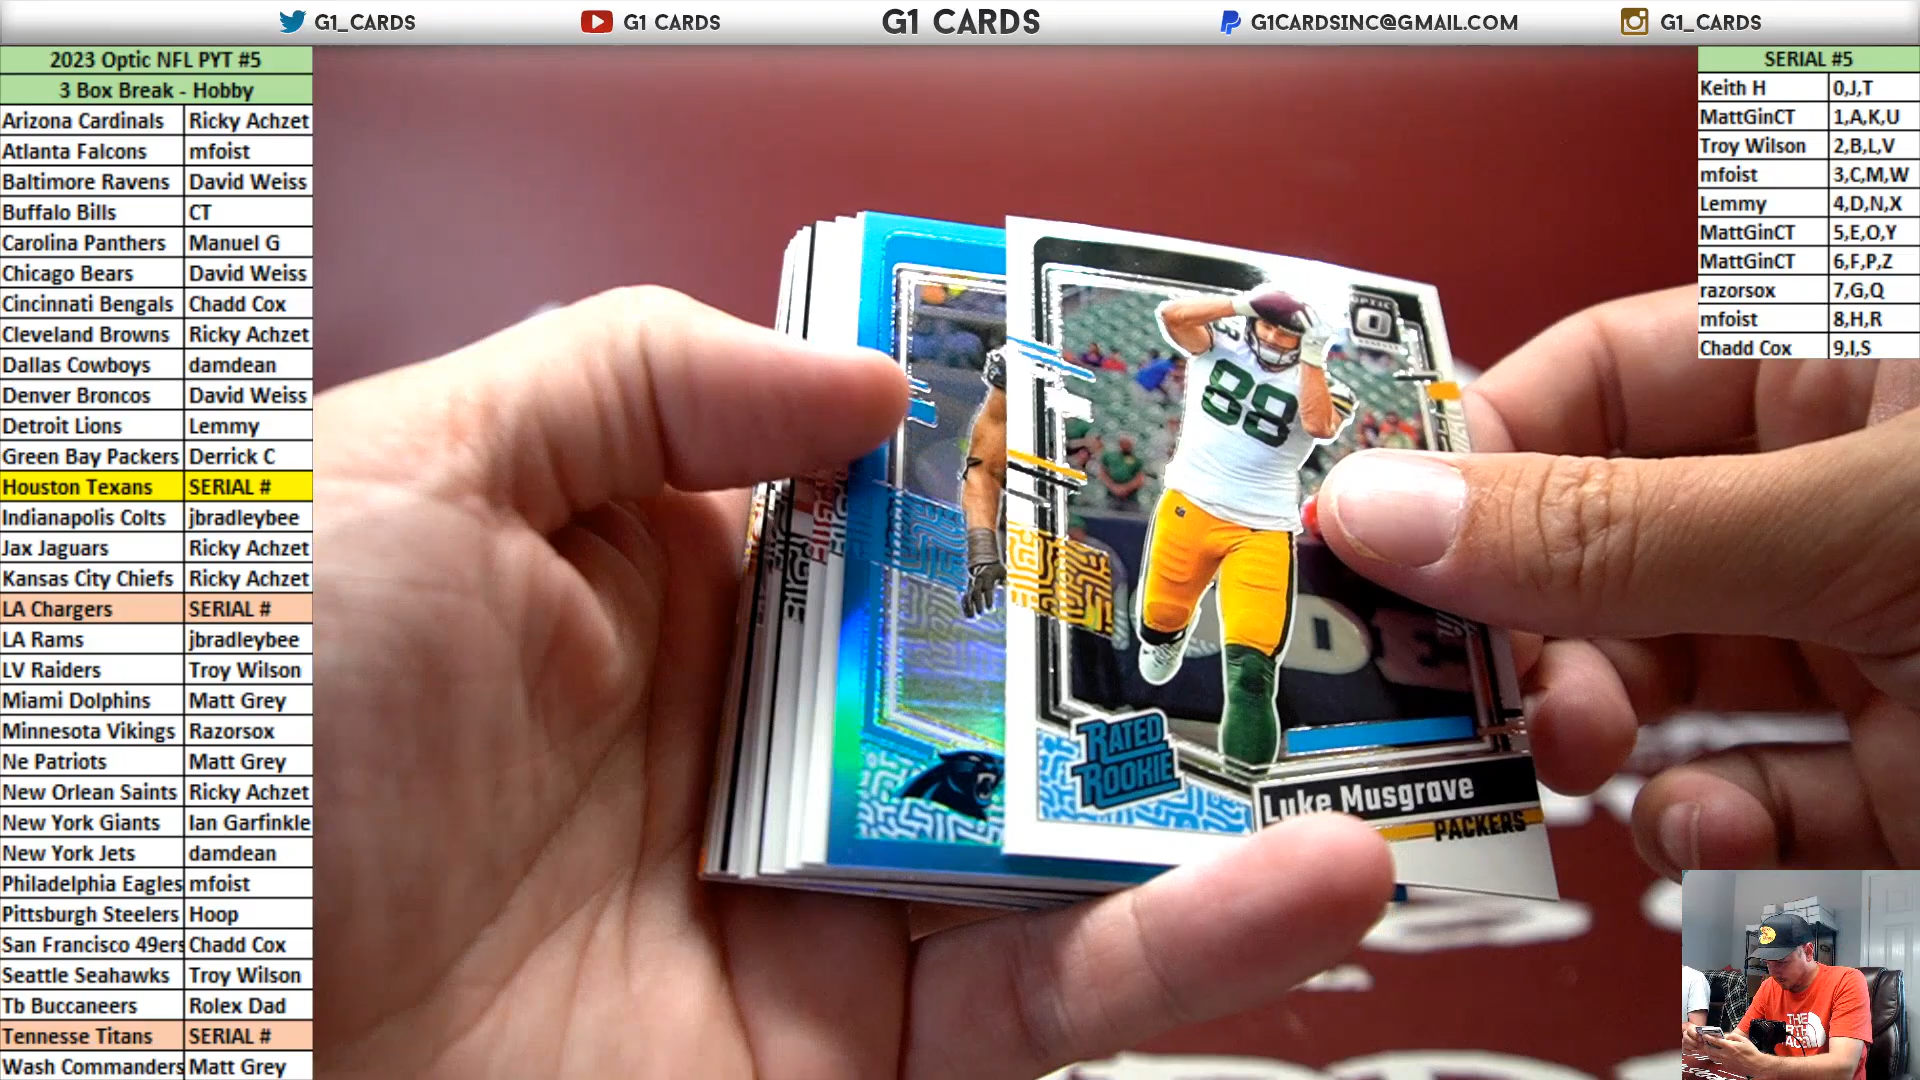 G1_CARDS G1 CARDS G1 CARDS G1CARDSINC@GMAIL.COM G1_CARDS
2023 Optic NFL PYT #5
3 Box Break - Hobby
Arizona Cardinals Ricky Achzet
Atlanta Falcons mfoist
Baltimore Ravens David Weiss
Buffalo Bills CT
Carolina Panthers Manuel G
Chicago Bears David Weiss
Cincinnati Bengals Chadd Cox
Cleveland Browns Ricky Achzet
Dallas Cowboys damdean
Denver Broncos David Weiss
Detroit Lions Lemmy
Green Bay Packers Derrick C
Houston Texans SERIAL #
Indianapolis Colts jbradleybee
Jax Jaguars Ricky Achzet
Kansas City Chiefs Ricky Achzet
LA Chargers SERIAL #
LA Rams jbradleybee
LV Raiders Troy Wilson
Miami Dolphins Matt Grey
Minnesota Vikings Razorsox
Ne Patriots Matt Grey
New Orlean Saints Ricky Achzet
New York Giants Ian Garfinkle
New York Jets damdean
Philadelphia Eagles mfoist
Pittsburgh Steelers Hoop
San Francisco 49ers Chadd Cox
Seattle Seahawks Troy Wilson
Tb Buccaneers Rolex Dad
Tennesse Titans SERIAL #
Wash Commanders Matt Grey
SERIAL #5
Keith H 0,J,T
MattGinCT 1,A,K,U
Troy Wilson 2,B,L,V
mfoist 3,C,M,W
Lemmy 4,D,N,X
MattGinCT 5,E,O,Y
MattGinCT 6,F,P,Z
razorsox 7,G,Q
mfoist 8,H,R
Chadd Cox 9,I,S
OPTIC
88
RATED
ROOKIE
Luke Musgrave
PACKERS
THE